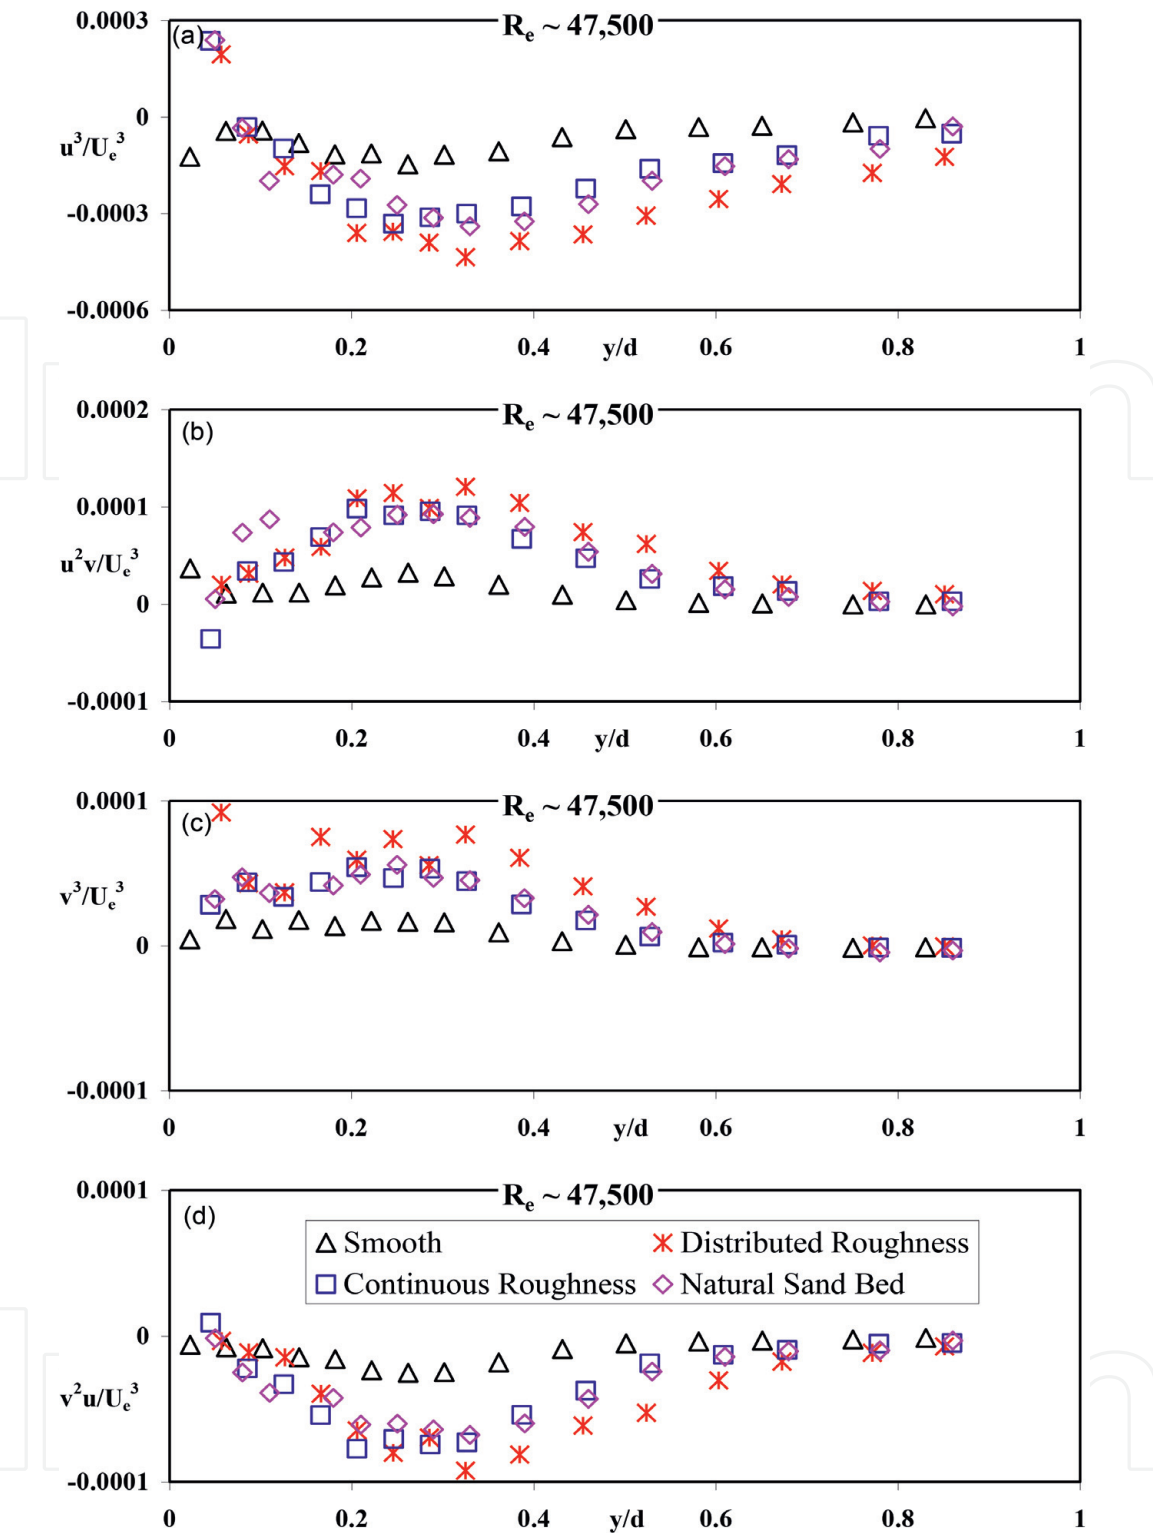 0.0003
Re ~ 47,500
(a)
0
u³/Ue³
-0.0003
-0.0006
0 0.2 0.4 y/d 0.6 0.8 1
0.0002
Re ~ 47,500
(b)
0.0001
u²v/Ue³
0
-0.0001
0 0.2 0.4 y/d 0.6 0.8 1
0.0001
Re ~ 47,500
(c)
v³/Ue³
0
-0.0001
0 0.2 0.4 y/d 0.6 0.8 1
0.0001
Re ~ 47,500
(d)
Smooth Distributed Roughness
Continuous Roughness Natural Sand Bed
0
v²u/Ue³
-0.0001
0 0.2 0.4 y/d 0.6 0.8 1